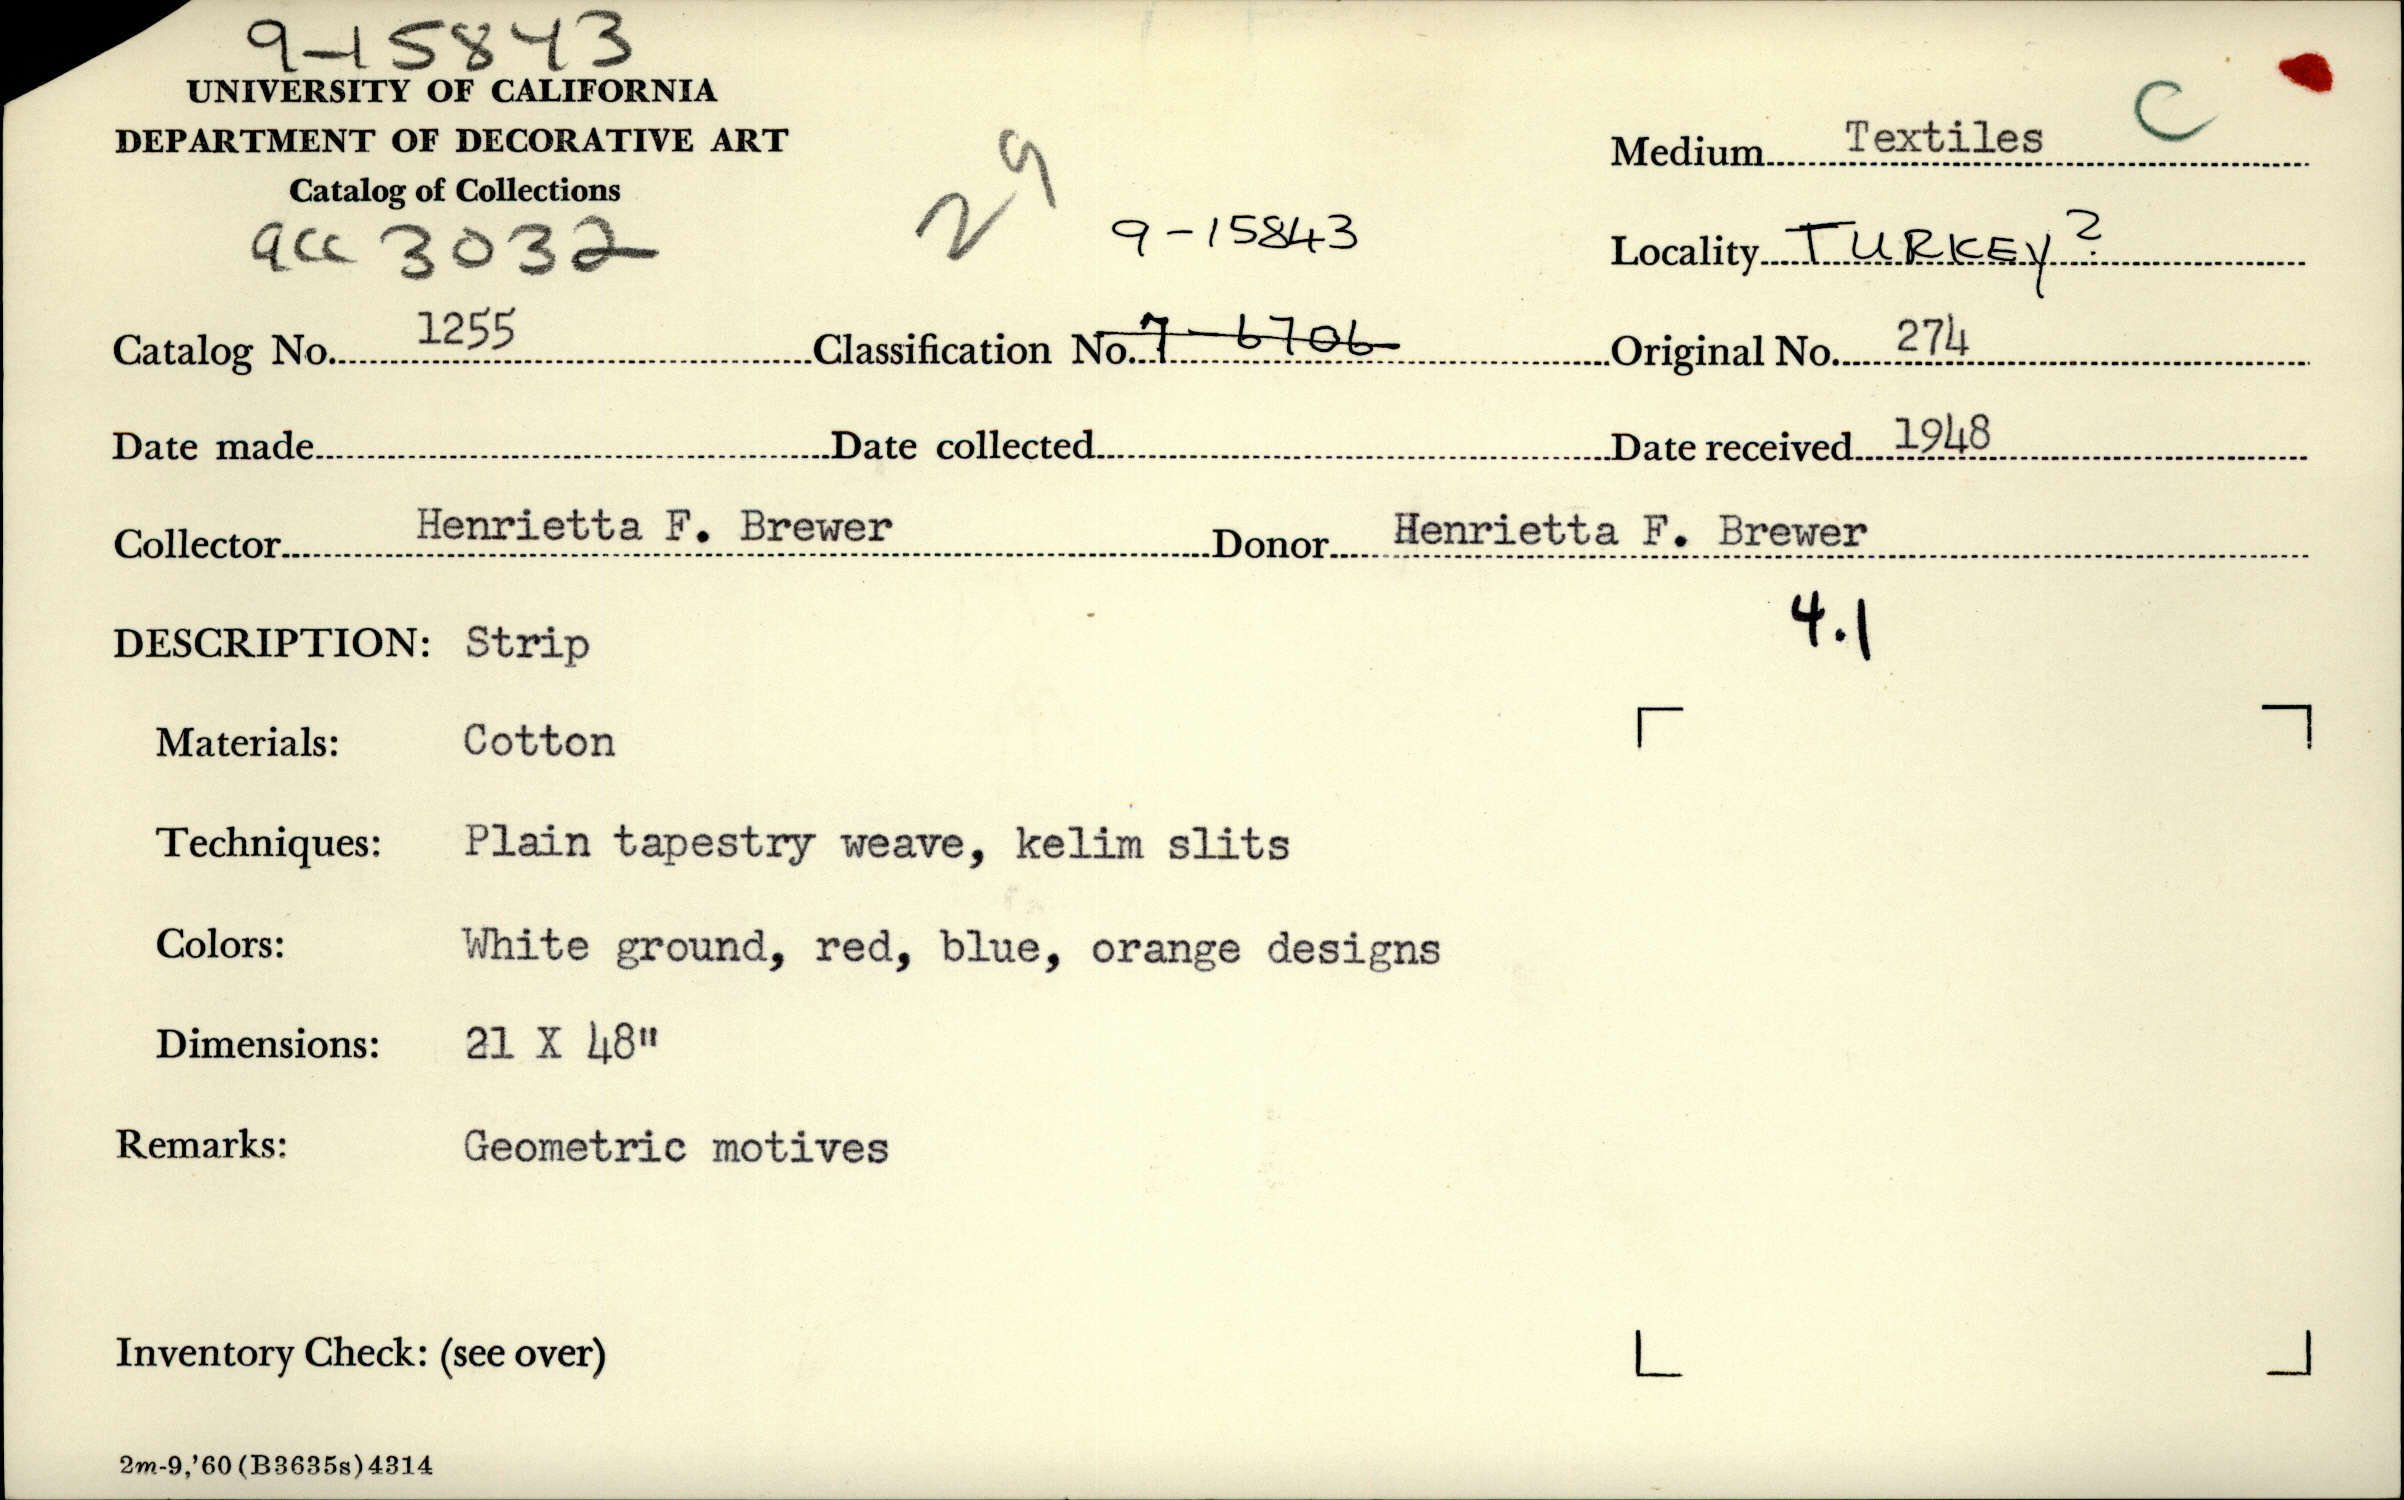 9-15843
UNIVERSITY OF CALIFORNIA
DEPARTMENT OF DECORATIVE ART
Catalog of Collections
acc 3032
29
9-15843
Medium Textiles C
Locality TURKEY?
Catalog No. 1255 Classification No. 7-6706 Original No. 274
Date made Date collected Date received 1948
Collector Henrietta F. Brewer Donor Henrietta F. Brewer
4.1
DESCRIPTION: Strip
Materials: Cotton
Techniques: Plain tapestry weave, kelim slits
Colors: White ground, red, blue, orange designs
Dimensions: 21 X 48"
Remarks: Geometric motives
Inventory Check: (see over)
2m-9,'60(B3635s)4314